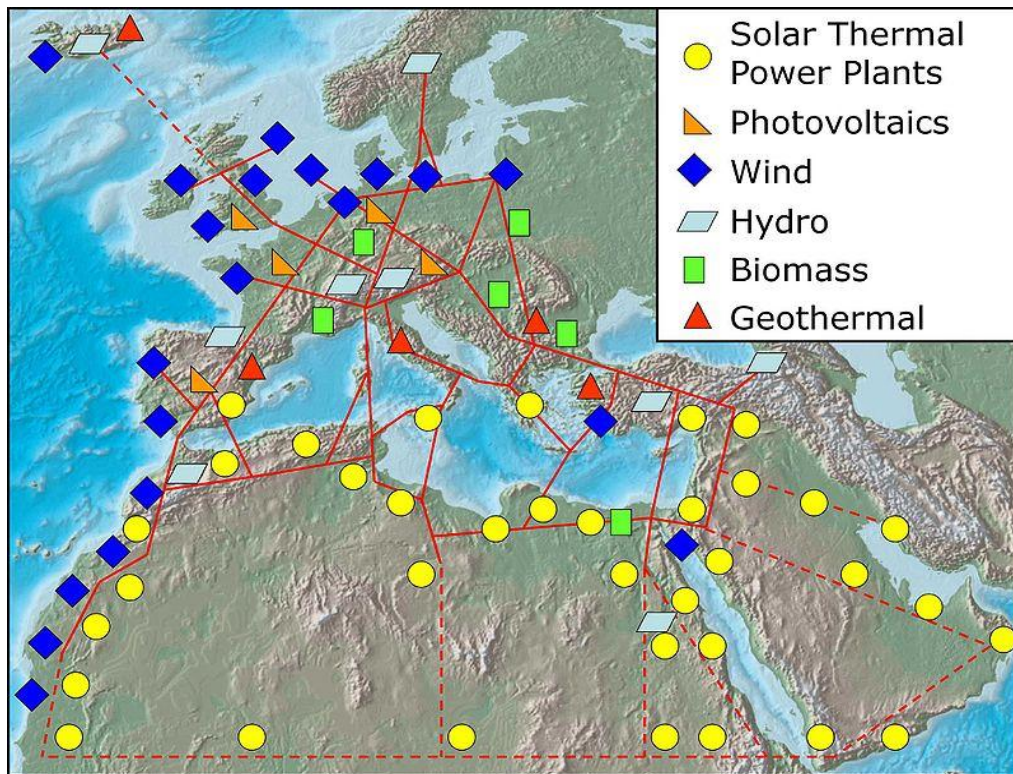 Solar Thermal
Power Plants
Photovoltaics
Wind
Hydro
Biomass
Geothermal